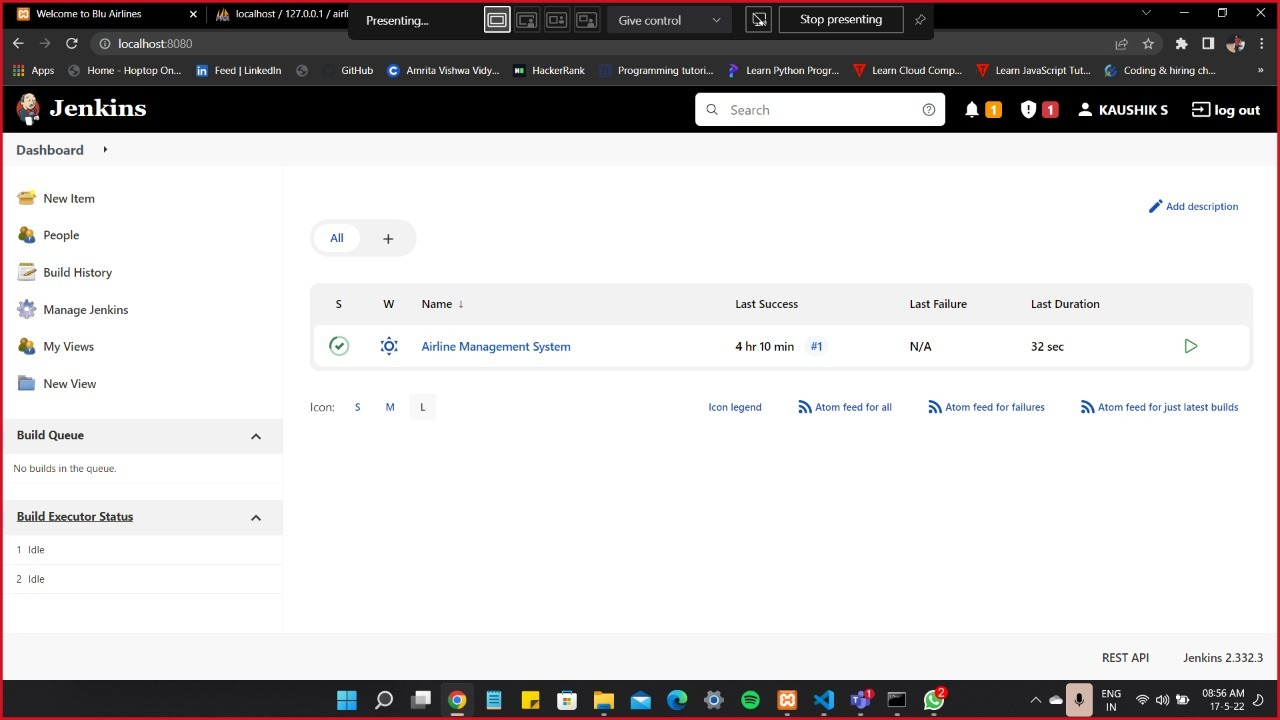 Welcome to Blu Airlines
localhost / 127.0.0.1 / airli
Presenting...
Give control
Stop presenting
localhost:8080
Apps
Home - Hoptop On...
Feed | LinkedIn
GitHub
Amrita Vishwa Vidy...
HackerRank
Programming tutori...
Learn Python Progr...
Learn Cloud Comp...
Learn JavaScript Tut...
Coding & hiring ch...
»
Jenkins
Search
1
1
KAUSHIK S
log out
Dashboard
New Item
People
Build History
Manage Jenkins
My Views
New View
Add description
All
+
S W Name ↓ Last Success Last Failure Last Duration
Airline Management System 4 hr 10 min #1 N/A 32 sec
Icon: S M L
Icon legend
Atom feed for all
Atom feed for failures
Atom feed for just latest builds
Build Queue
No builds in the queue.
Build Executor Status
1 Idle
2 Idle
REST API
Jenkins 2.332.3
1
2
ENG
IN
08:56 AM
17-5-22